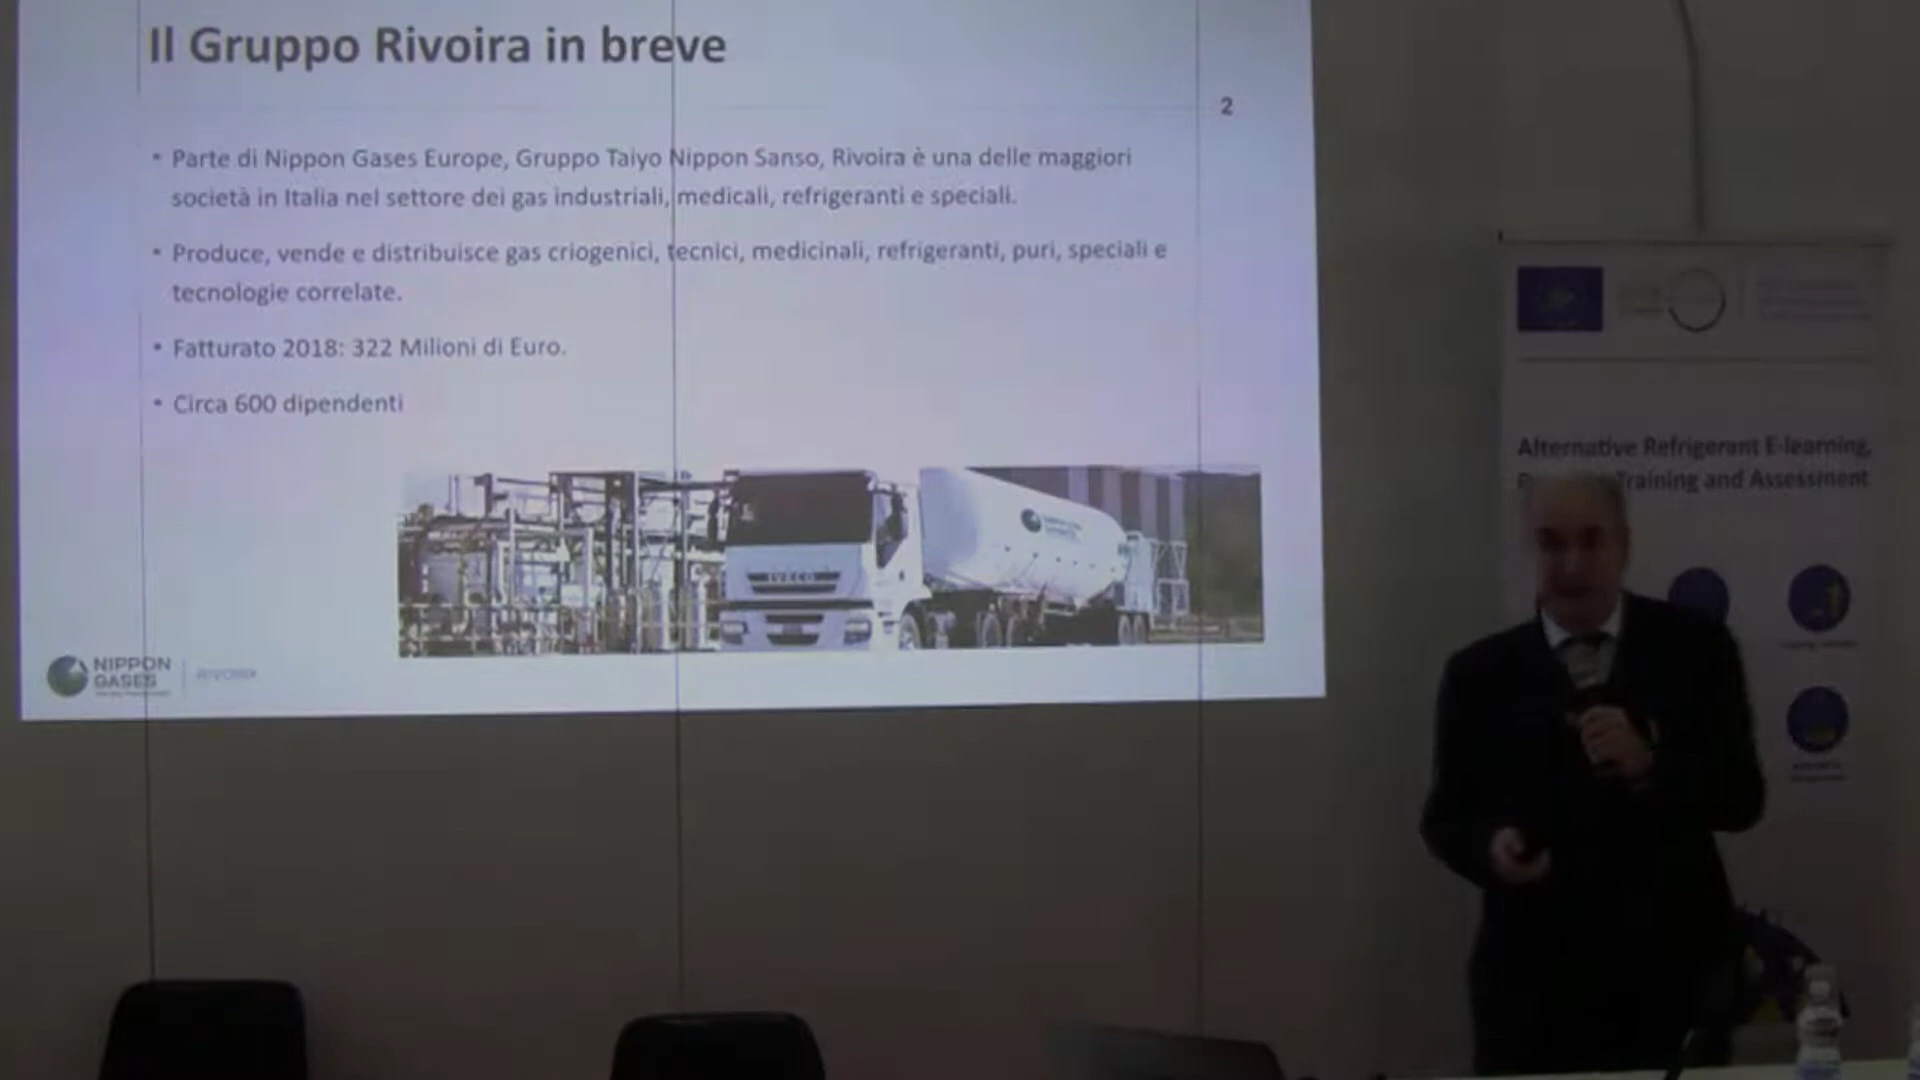 Il Gruppo Rivoira in breve
2
• Parte di Nippon Gases Europe, Gruppo Taiyo Nippon Sanso, Rivoira è una delle maggiori
società in Italia nel settore dei gas industriali, medicali, refrigeranti e speciali.
• Produce, vende e distribuisce gas criogenici, tecnici, medicinali, refrigeranti, puri, speciali e
tecnologie correlate.
• Fatturato 2018: 322 Milioni di Euro.
• Circa 600 dipendenti
IVECO
NIPPON
GASES
RIVOIRA
Alternative Refrigerant E-learning,
Training and Assessment